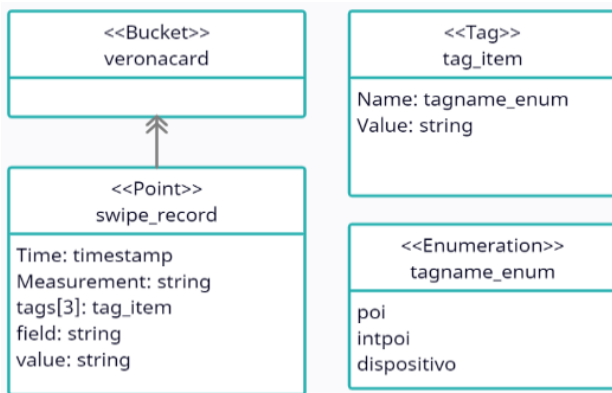 <<Bucket>>
veronacard
<<Point>>
swipe_record
Time: timestamp
Measurement: string
tags[3]: tag_item
field: string
value: string
<<Tag>>
tag_item
Name: tagname_enum
Value: string
<<Enumeration>>
tagname_enum
poi
intpoi
dispositivo